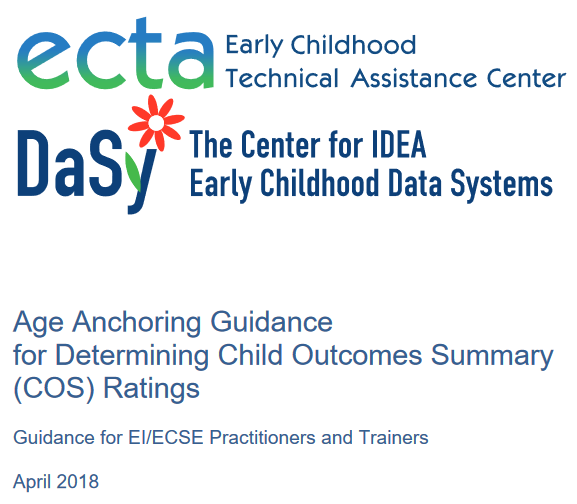 ecta Early Childhood
Technical Assistance Center
DaSy The Center for IDEA
Early Childhood Data Systems
Age Anchoring Guidance
for Determining Child Outcomes Summary
(COS) Ratings
Guidance for EI/ECSE Practitioners and Trainers
April 2018